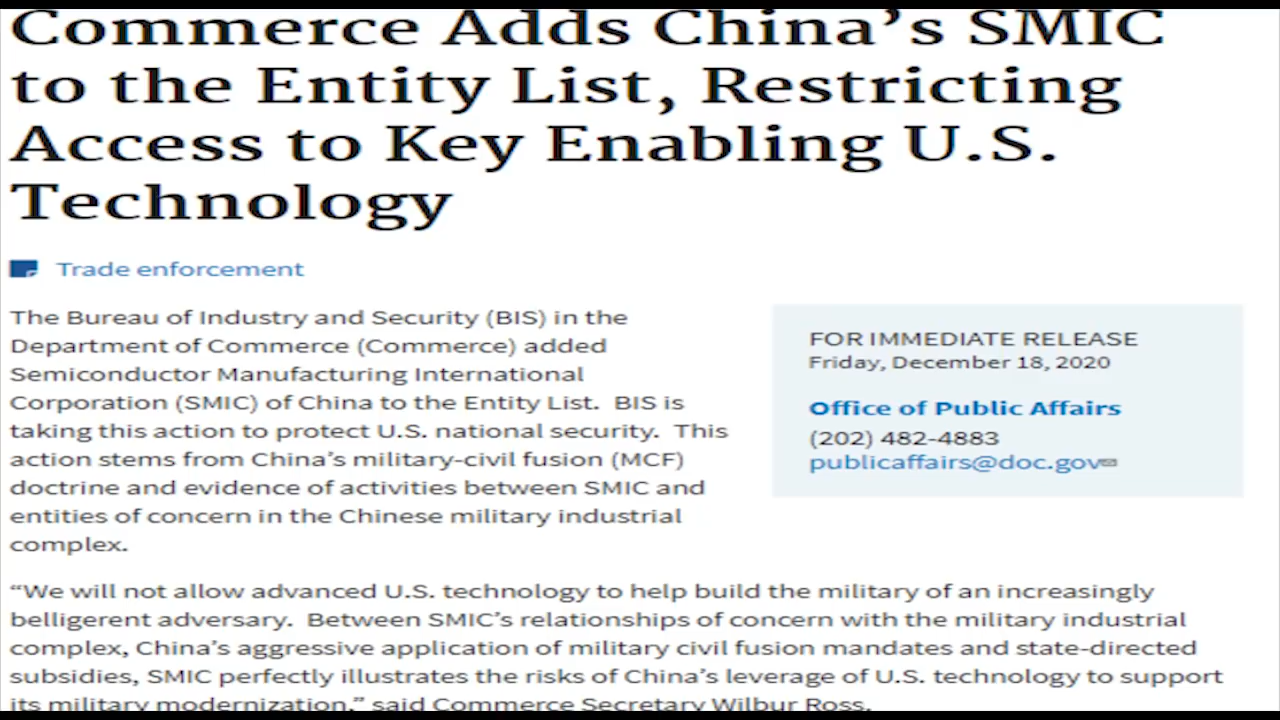 Commerce Adds China’s SMIC
to the Entity List, Restricting
Access to Key Enabling U.S.
Technology
Trade enforcement
The Bureau of Industry and Security (BIS) in the
Department of Commerce (Commerce) added
Semiconductor Manufacturing International
Corporation (SMIC) of China to the Entity List.  BIS is
taking this action to protect U.S. national security.  This
action stems from China’s military-civil fusion (MCF)
doctrine and evidence of activities between SMIC and
entities of concern in the Chinese military industrial
complex.
FOR IMMEDIATE RELEASE
Friday, December 18, 2020
Office of Public Affairs
(202) 482-4883
publicaffairs@doc.gov
“We will not allow advanced U.S. technology to help build the military of an increasingly
belligerent adversary.  Between SMIC’s relationships of concern with the military industrial
complex, China’s aggressive application of military civil fusion mandates and state-directed
subsidies, SMIC perfectly illustrates the risks of China’s leverage of U.S. technology to support
its military modernization,” said Commerce Secretary Wilbur Ross.